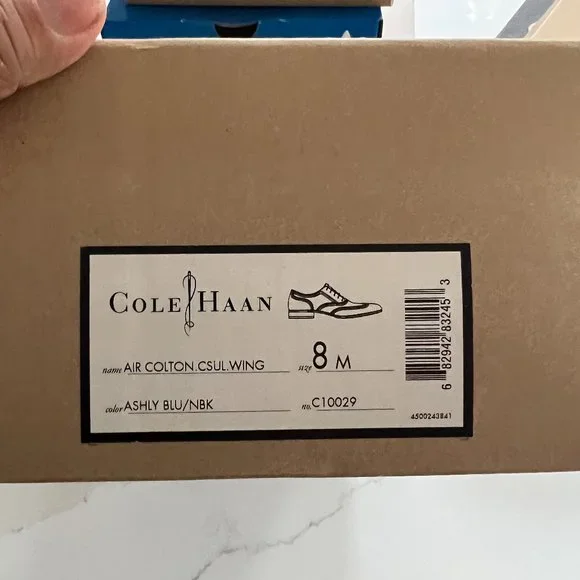 COLE HAAN
name AIR COLTON.CSUL.WING size 8 M
color ASHLY BLU/NBK no. C10029
6 82942 83245 3
4500243841